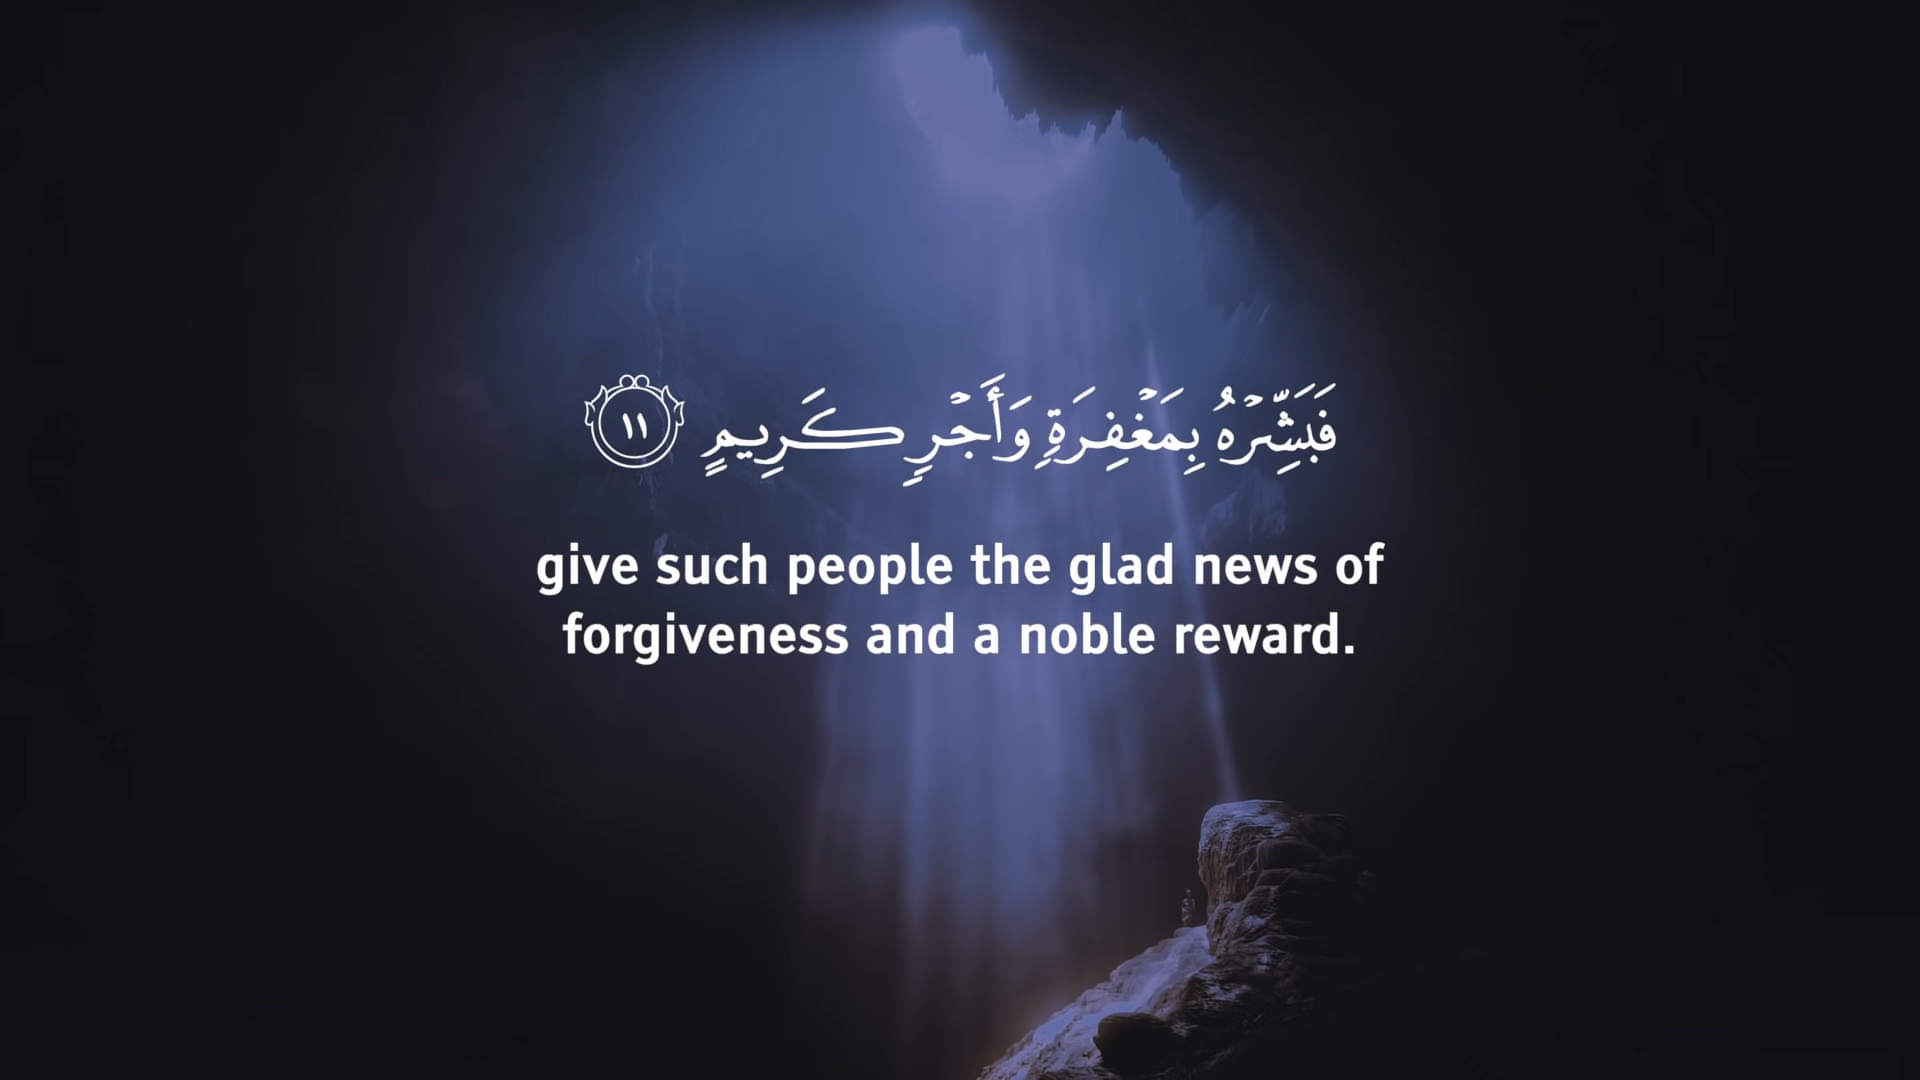 فَبَشِّرْهُ بِمَغْفِرَةٍ وَأَجْرٍ كَرِيمٍ ١١
give such people the glad news of
forgiveness and a noble reward.